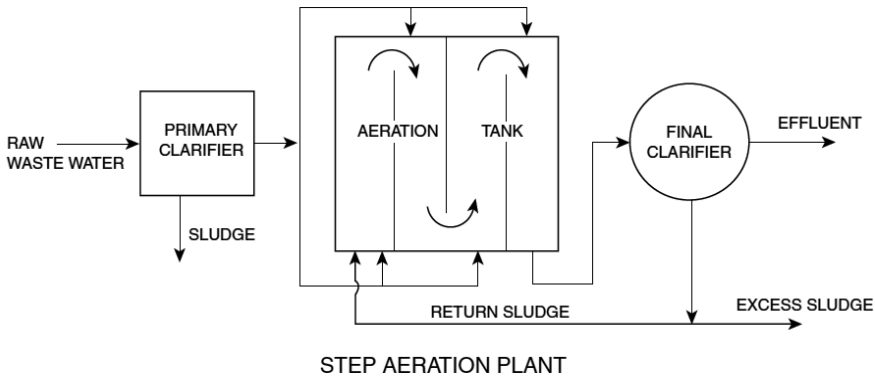 RAW
WASTE WATER
PRIMARY
CLARIFIER
SLUDGE
AERATION
TANK
FINAL
CLARIFIER
EFFLUENT
RETURN SLUDGE
EXCESS SLUDGE
STEP AERATION PLANT